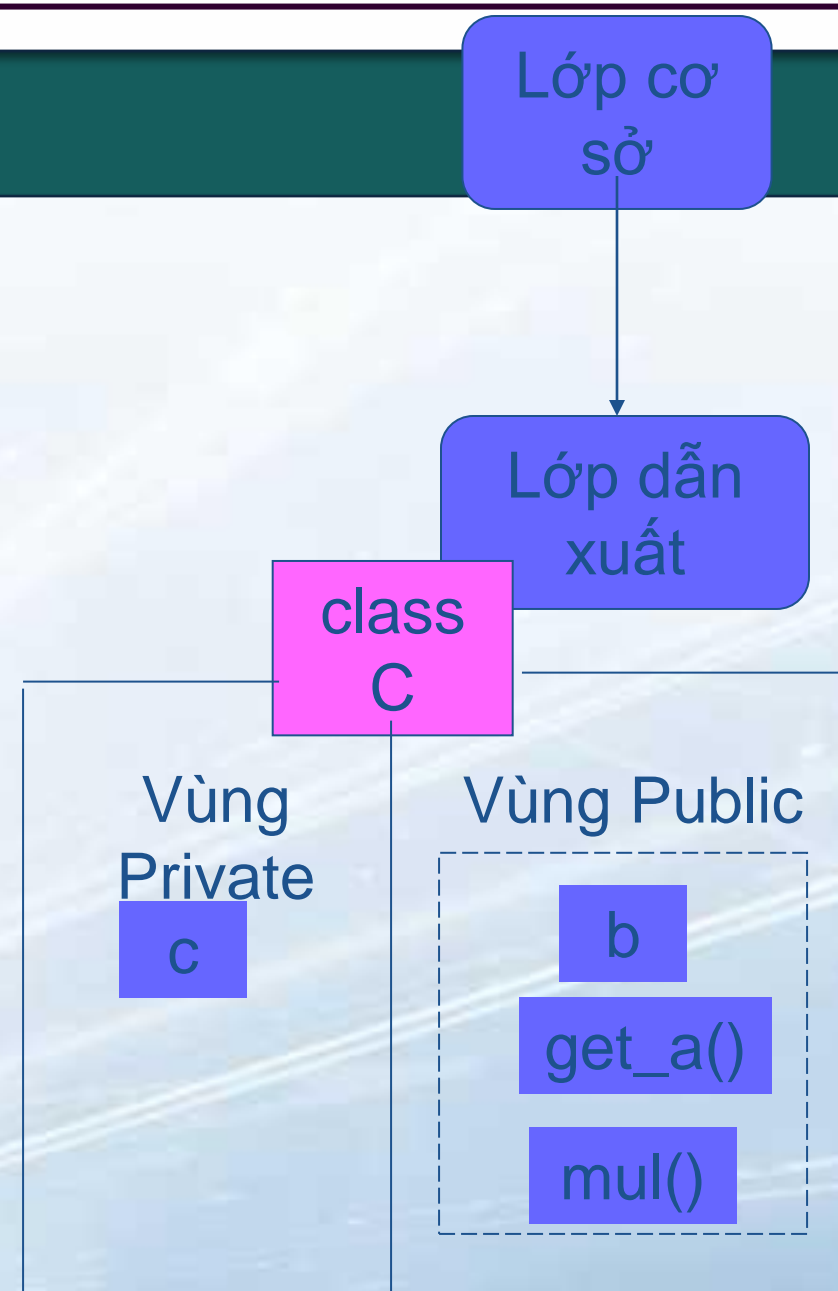 Lớp cơ
sở
Lớp dẫn
xuất
class
C
Vùng
Private
c
Vùng Public
b
get_a()
mul()